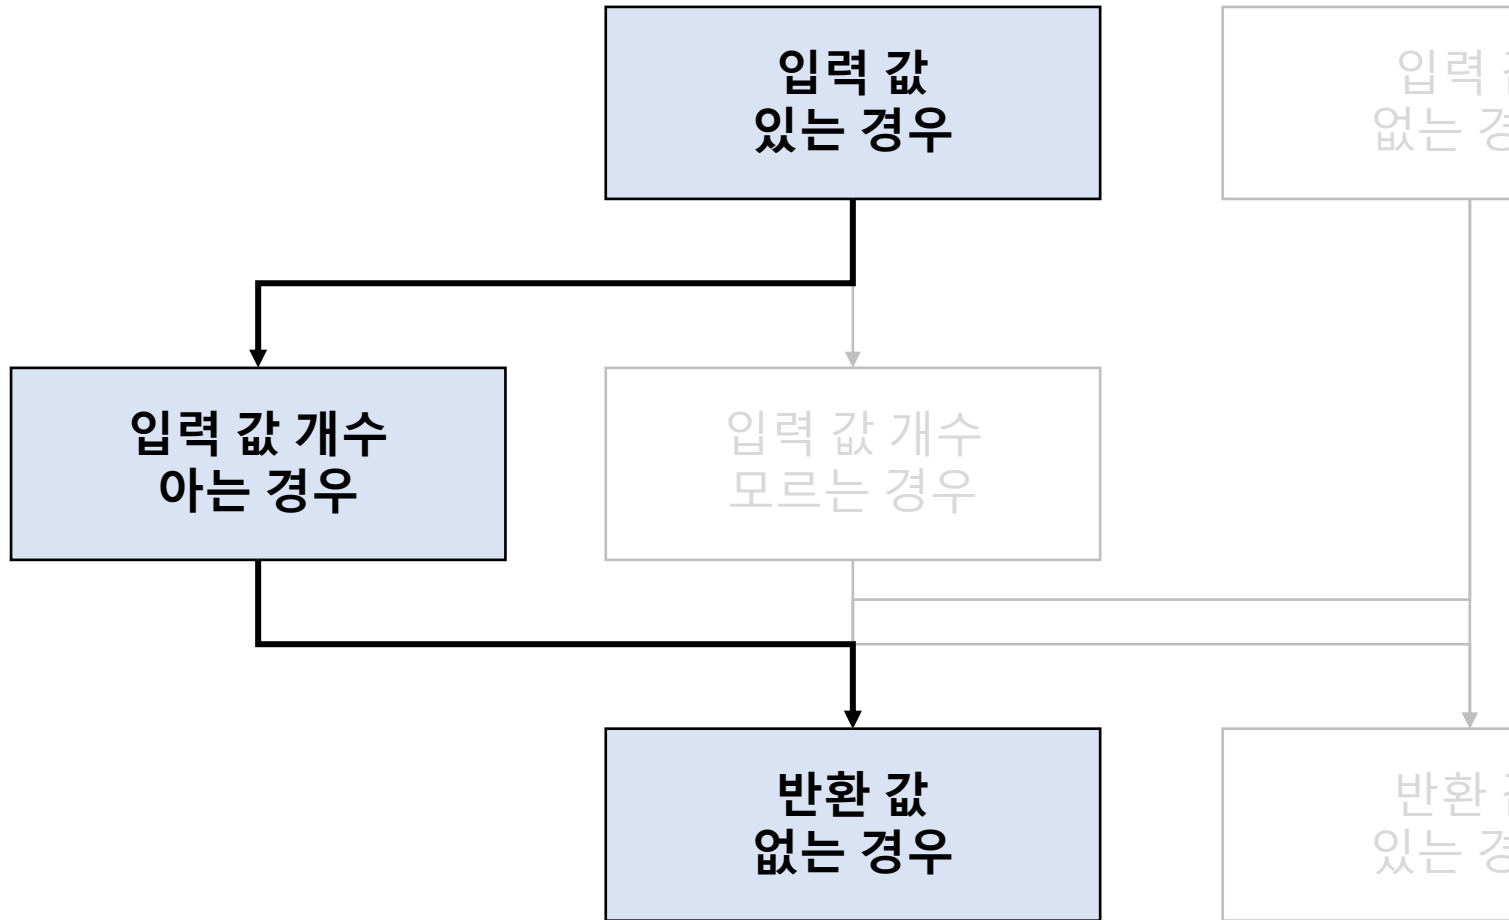 입력 값
있는 경우
입력
없는
입력 값 개수
아는 경우
입력 값 개수
모르는 경우
반환 값
없는 경우
반환
있는